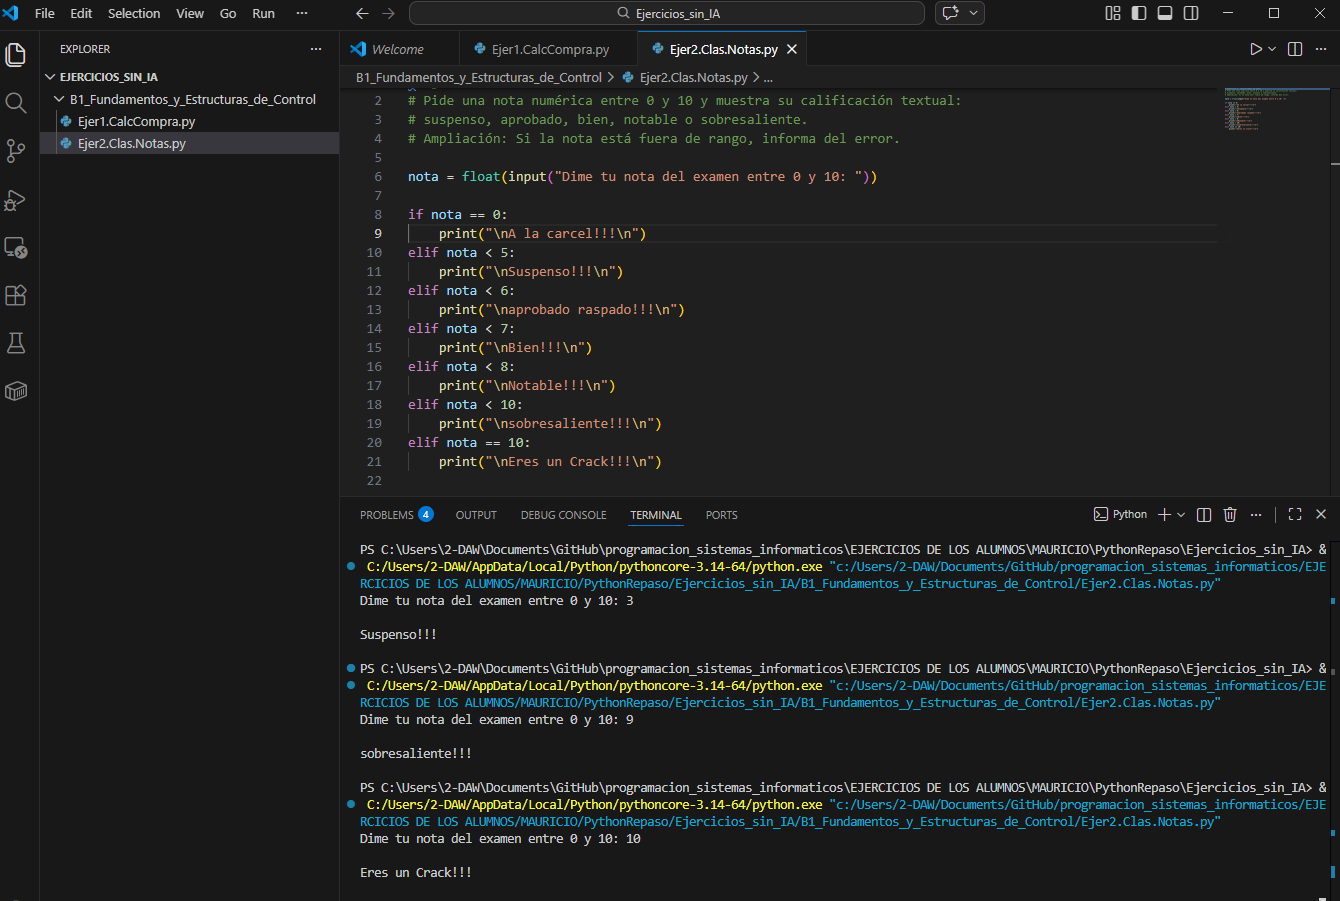 File Edit Selection View Go Run ··· Ejercicios_sin_IA
EXPLORER ···
EJERCICIOS_SIN_IA
B1_Fundamentos_y_Estructuras_de_Control
Ejer1.CalcCompra.py
Ejer2.Clas.Notas.py
Welcome Ejer1.CalcCompra.py Ejer2.Clas.Notas.py
B1_Fundamentos_y_Estructuras_de_Control > Ejer2.Clas.Notas.py > ...
2 # Pide una nota numérica entre 0 y 10 y muestra su calificación textual:
3 # suspenso, aprobado, bien, notable o sobresaliente.
4 # Ampliación: Si la nota está fuera de rango, informa del error.
5
6 nota = float(input("Dime tu nota del examen entre 0 y 10: "))
7
8 if nota == 0:
9 print("\nA la carcel!!!\n")
10 elif nota < 5:
11 print("\nSuspenso!!!\n")
12 elif nota < 6:
13 print("\naprobado raspado!!!\n")
14 elif nota < 7:
15 print("\nBien!!!\n")
16 elif nota < 8:
17 print("\nNotable!!!\n")
18 elif nota < 10:
19 print("\nsobresaliente!!!\n")
20 elif nota == 10:
21 print("\nEres un Crack!!!\n")
22
PROBLEMS 4 OUTPUT DEBUG CONSOLE TERMINAL PORTS Python
PS C:\Users\2-DAW\Documents\GitHub\programacion_sistemas_informaticos\EJERCICIOS DE LOS ALUMNOS\MAURICIO\PythonRepaso\Ejercicios_sin_IA> &
C:/Users/2-DAW/AppData/Local/Python/pythoncore-3.14-64/python.exe "c:/Users/2-DAW/Documents/GitHub/programacion_sistemas_informaticos/EJE
RCICIOS DE LOS ALUMNOS/MAURICIO/PythonRepaso/Ejercicios_sin_IA/B1_Fundamentos_y_Estructuras_de_Control/Ejer2.Clas.Notas.py"
Dime tu nota del examen entre 0 y 10: 3
Suspenso!!!
PS C:\Users\2-DAW\Documents\GitHub\programacion_sistemas_informaticos\EJERCICIOS DE LOS ALUMNOS\MAURICIO\PythonRepaso\Ejercicios_sin_IA> &
C:/Users/2-DAW/AppData/Local/Python/pythoncore-3.14-64/python.exe "c:/Users/2-DAW/Documents/GitHub/programacion_sistemas_informaticos/EJE
RCICIOS DE LOS ALUMNOS/MAURICIO/PythonRepaso/Ejercicios_sin_IA/B1_Fundamentos_y_Estructuras_de_Control/Ejer2.Clas.Notas.py"
Dime tu nota del examen entre 0 y 10: 9
sobresaliente!!!
PS C:\Users\2-DAW\Documents\GitHub\programacion_sistemas_informaticos\EJERCICIOS DE LOS ALUMNOS\MAURICIO\PythonRepaso\Ejercicios_sin_IA> &
C:/Users/2-DAW/AppData/Local/Python/pythoncore-3.14-64/python.exe "c:/Users/2-DAW/Documents/GitHub/programacion_sistemas_informaticos/EJE
RCICIOS DE LOS ALUMNOS/MAURICIO/PythonRepaso/Ejercicios_sin_IA/B1_Fundamentos_y_Estructuras_de_Control/Ejer2.Clas.Notas.py"
Dime tu nota del examen entre 0 y 10: 10
Eres un Crack!!!